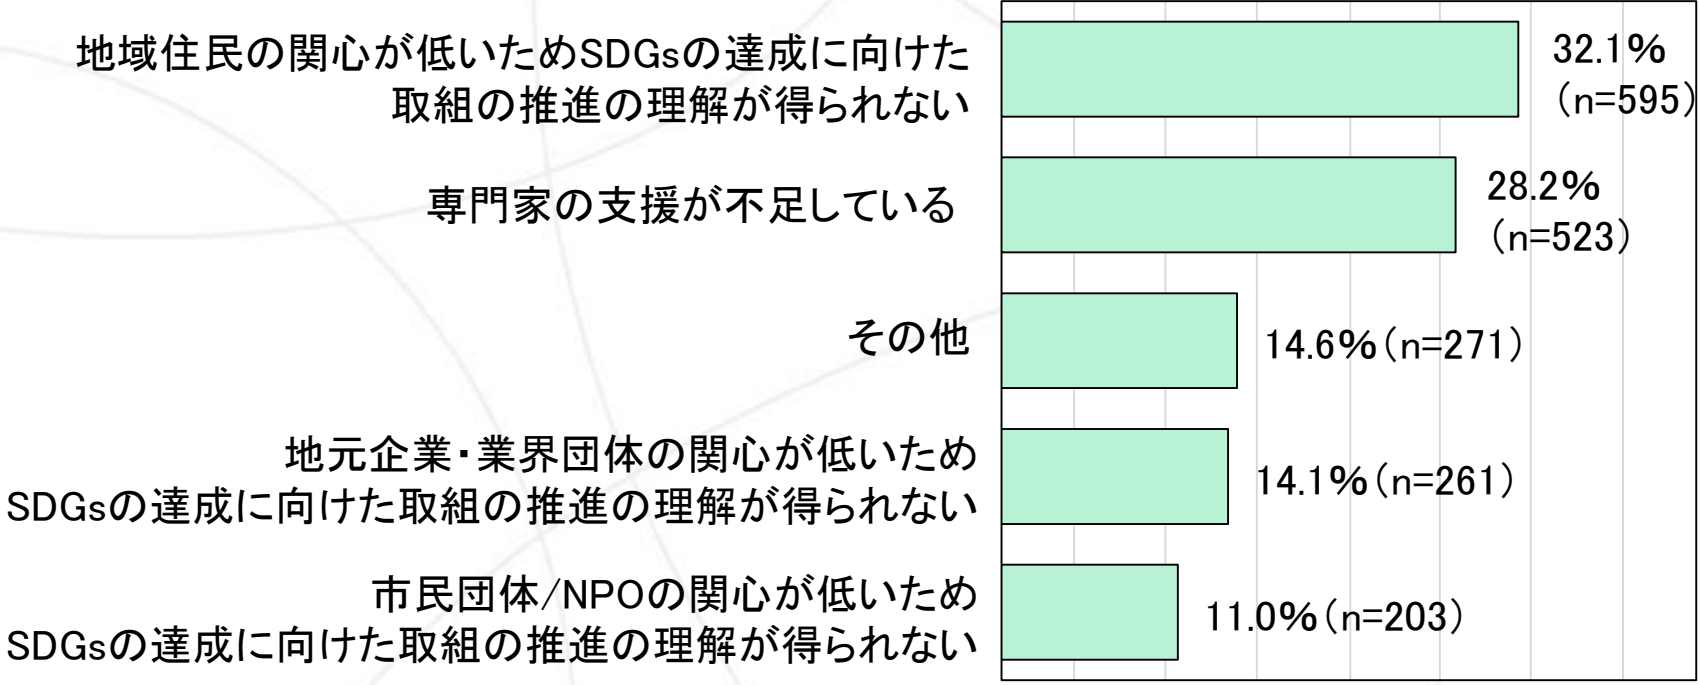 地域住民の関心が低いためSDGsの達成に向けた
取組の推進の理解が得られない
32.1%
（n=595）
専門家の支援が不足している
28.2%
（n=523）
その他
14.6%（n=271）
地元企業・業界団体の関心が低いため
SDGsの達成に向けた取組の推進の理解が得られない
14.1%（n=261）
市民団体/NPOの関心が低いため
SDGsの達成に向けた取組の推進の理解が得られない
11.0%（n=203）